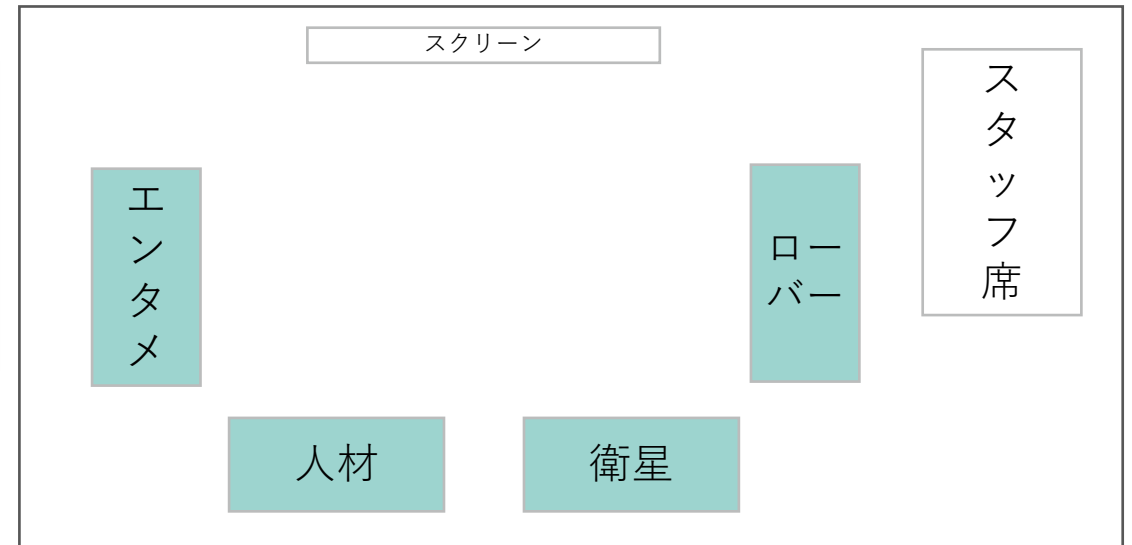 スクリーン
スタッフ席
エンタメ
ロー
バー
人材
衛星